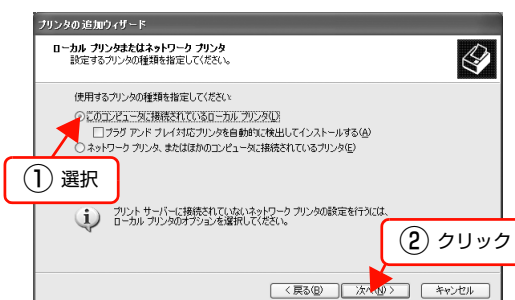 プリンタの追加ウィザード
ローカル プリンタまたはネットワーク プリンタ
設定するプリンタの種類を指定してください。
使用するプリンタの種類を指定してください:
このコンピュータに接続されているローカル プリンタ(L)
プラグ アンド プレイ対応プリンタを自動的に検出してインストールする(A)
ネットワーク プリンタ、またはほかのコンピュータに接続されているプリンタ(E)
① 選択
プリント サーバーに接続されていないネットワーク プリンタの設定を行うには、
ローカル プリンタのオプションを選択してください。
② クリック
< 戻る(B)
次へ(N) >
キャンセル